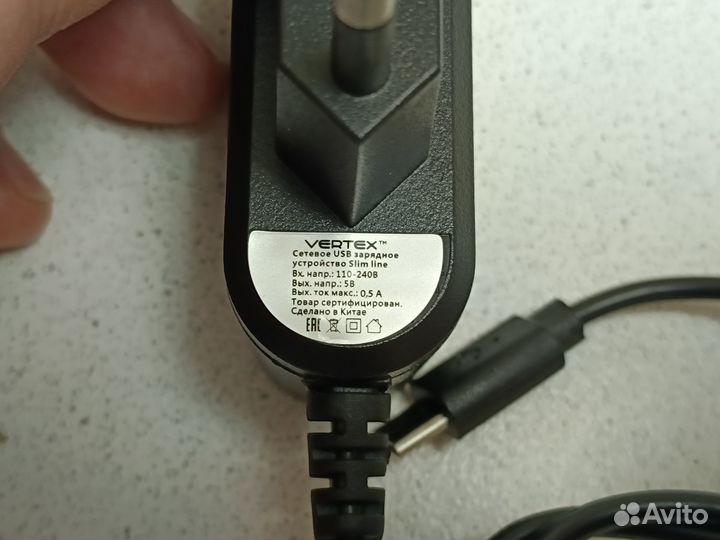 VERTEX™
Сетевое USB зарядное
устройство Slim line
Вх. напр.: 110-240В
Вых. напр.: 5В
Вых. ток макс.: 0,5 А
Товар сертифицирован.
Сделано в Китае
EAC
Avito